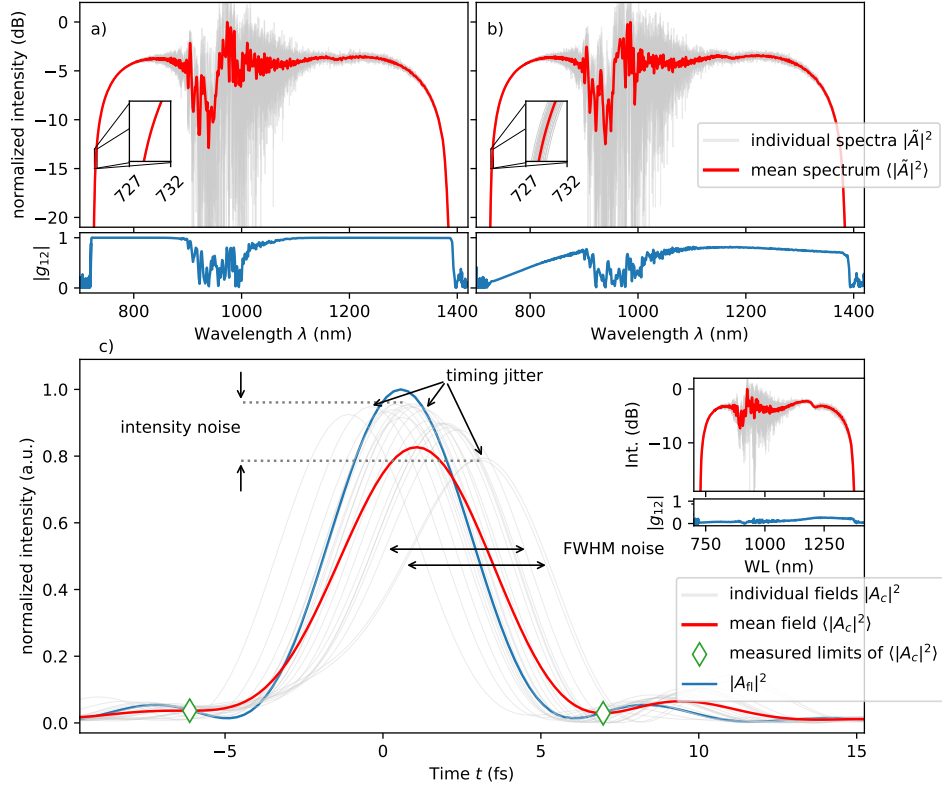 a)
normalized intensity (dB)
0
−5
−10
−15
−20
727
732
b)
727
732
individual spectra |Ã|²
mean spectrum ⟨|Ã|²⟩
|g₁₂|
1
0
800
1000
1200
1400
Wavelength λ (nm)
800
1000
1200
1400
Wavelength λ (nm)
c)
normalized intensity (a.u.)
1.0
0.8
0.6
0.4
0.2
0.0
timing jitter
intensity noise
FWHM noise
Int. (dB)
0
−10
|g₁₂|
1
0
750
1000
1250
WL (nm)
individual fields |A_c|²
mean field ⟨|A_c|²⟩
measured limits of ⟨|A_c|²⟩
|A_fl|²
−5
0
5
10
15
Time t (fs)